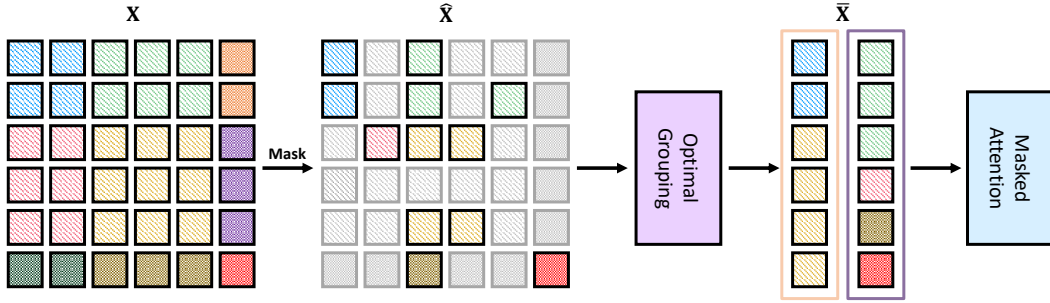 X
X̂
X̄
Mask
Optimal
Grouping
Masked
Attention